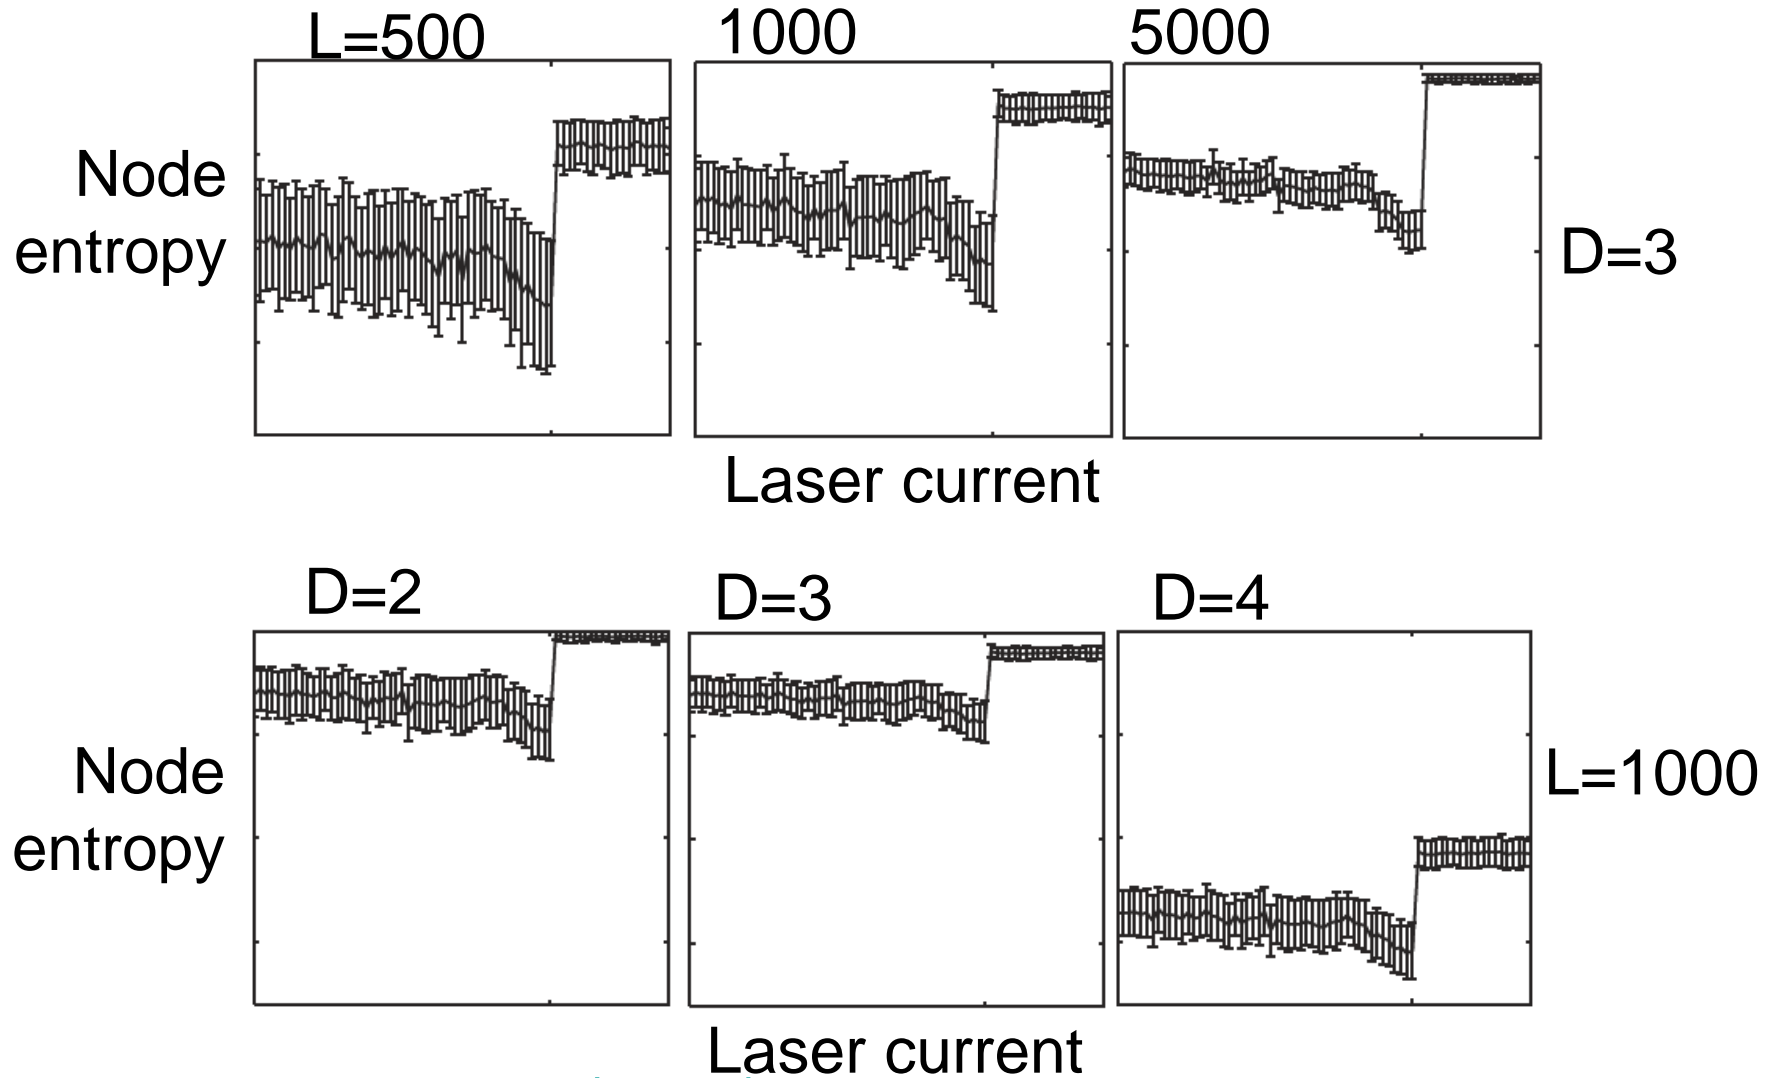 L=500
1000
5000
Node
entropy
D=3
Laser current
D=2
D=3
D=4
Node
entropy
L=1000
Laser current